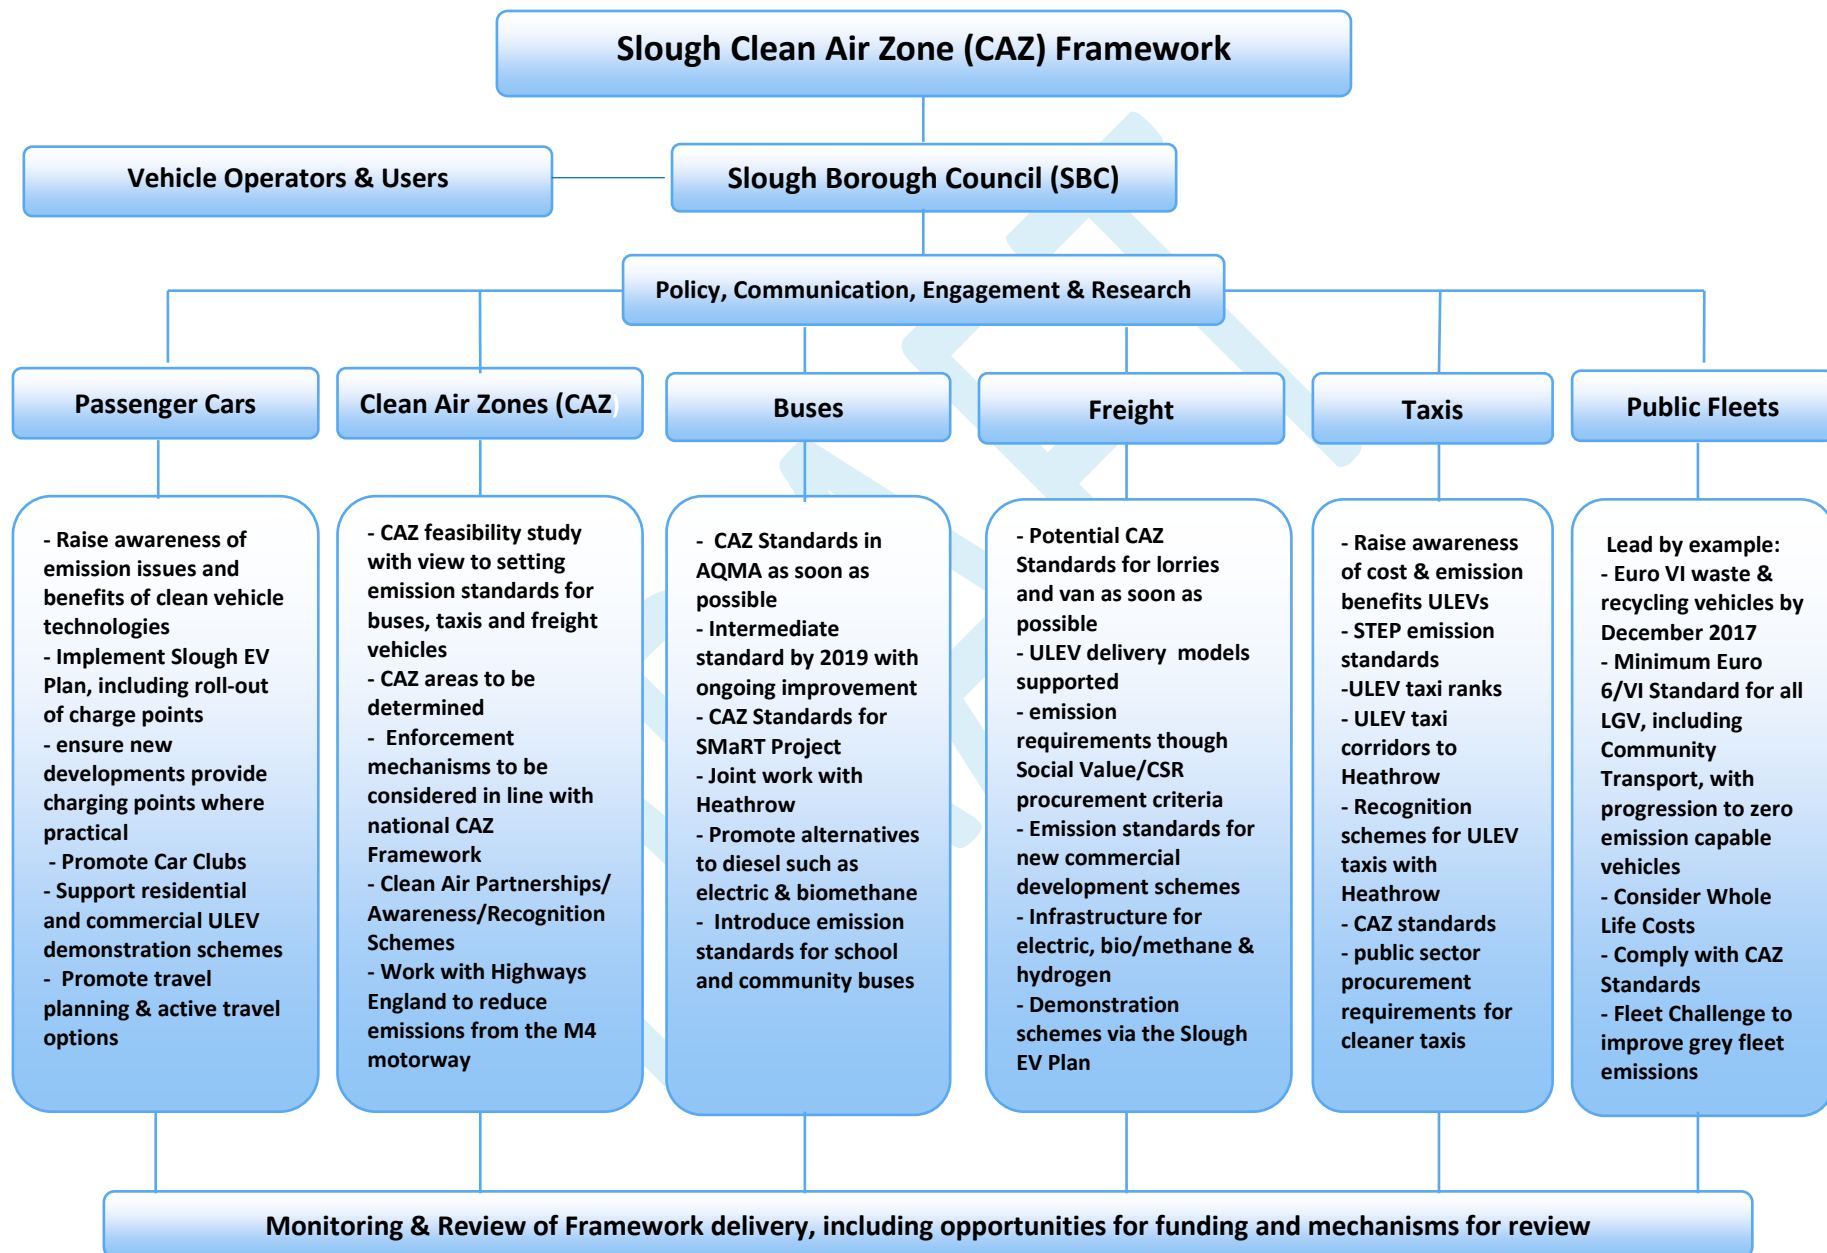 Slough Clean Air Zone (CAZ) Framework
Vehicle Operators & Users
Slough Borough Council (SBC)
Policy, Communication, Engagement & Research
Passenger Cars
Clean Air Zones (CAZ)
Buses
Freight
Taxis
Public Fleets
- Raise awareness of
emission issues and
benefits of clean vehicle
technologies
- Implement Slough EV
Plan, including roll-out
of charge points
- ensure new
developments provide
charging points where
practical
- Promote Car Clubs
- Support residential
and commercial ULEV
demonstration schemes
- Promote travel
planning & active travel
options
- CAZ feasibility study
with view to setting
emission standards for
buses, taxis and freight
vehicles
- CAZ areas to be
determined
- Enforcement
mechanisms to be
considered in line with
national CAZ
Framework
- Clean Air Partnerships/
Awareness/Recognition
Schemes
- Work with Highways
England to reduce
emissions from the M4
motorway
- CAZ Standards in
AQMA as soon as
possible
- Intermediate
standard by 2019 with
ongoing improvement
- CAZ Standards for
SMaRT Project
- Joint work with
Heathrow
- Promote alternatives
to diesel such as
electric & biomethane
- Introduce emission
standards for school
and community buses
- Potential CAZ
Standards for lorries
and van as soon as
possible
- ULEV delivery models
supported
- emission
requirements though
Social Value/CSR
procurement criteria
- Emission standards for
new commercial
development schemes
- Infrastructure for
electric, bio/methane &
hydrogen
- Demonstration
schemes via the Slough
EV Plan
- Raise awareness
of cost & emission
benefits ULEVs
- STEP emission
standards
-ULEV taxi ranks
- ULEV taxi
corridors to
Heathrow
- Recognition
schemes for ULEV
taxis with
Heathrow
- CAZ standards
- public sector
procurement
requirements for
cleaner taxis
Lead by example:
- Euro VI waste &
recycling vehicles by
December 2017
- Minimum Euro
6/VI Standard for all
LGV, including
Community
Transport, with
progression to zero
emission capable
vehicles
- Consider Whole
Life Costs
- Comply with CAZ
Standards
- Fleet Challenge to
improve grey fleet
emissions
Monitoring & Review of Framework delivery, including opportunities for funding and mechanisms for review
DRAFT